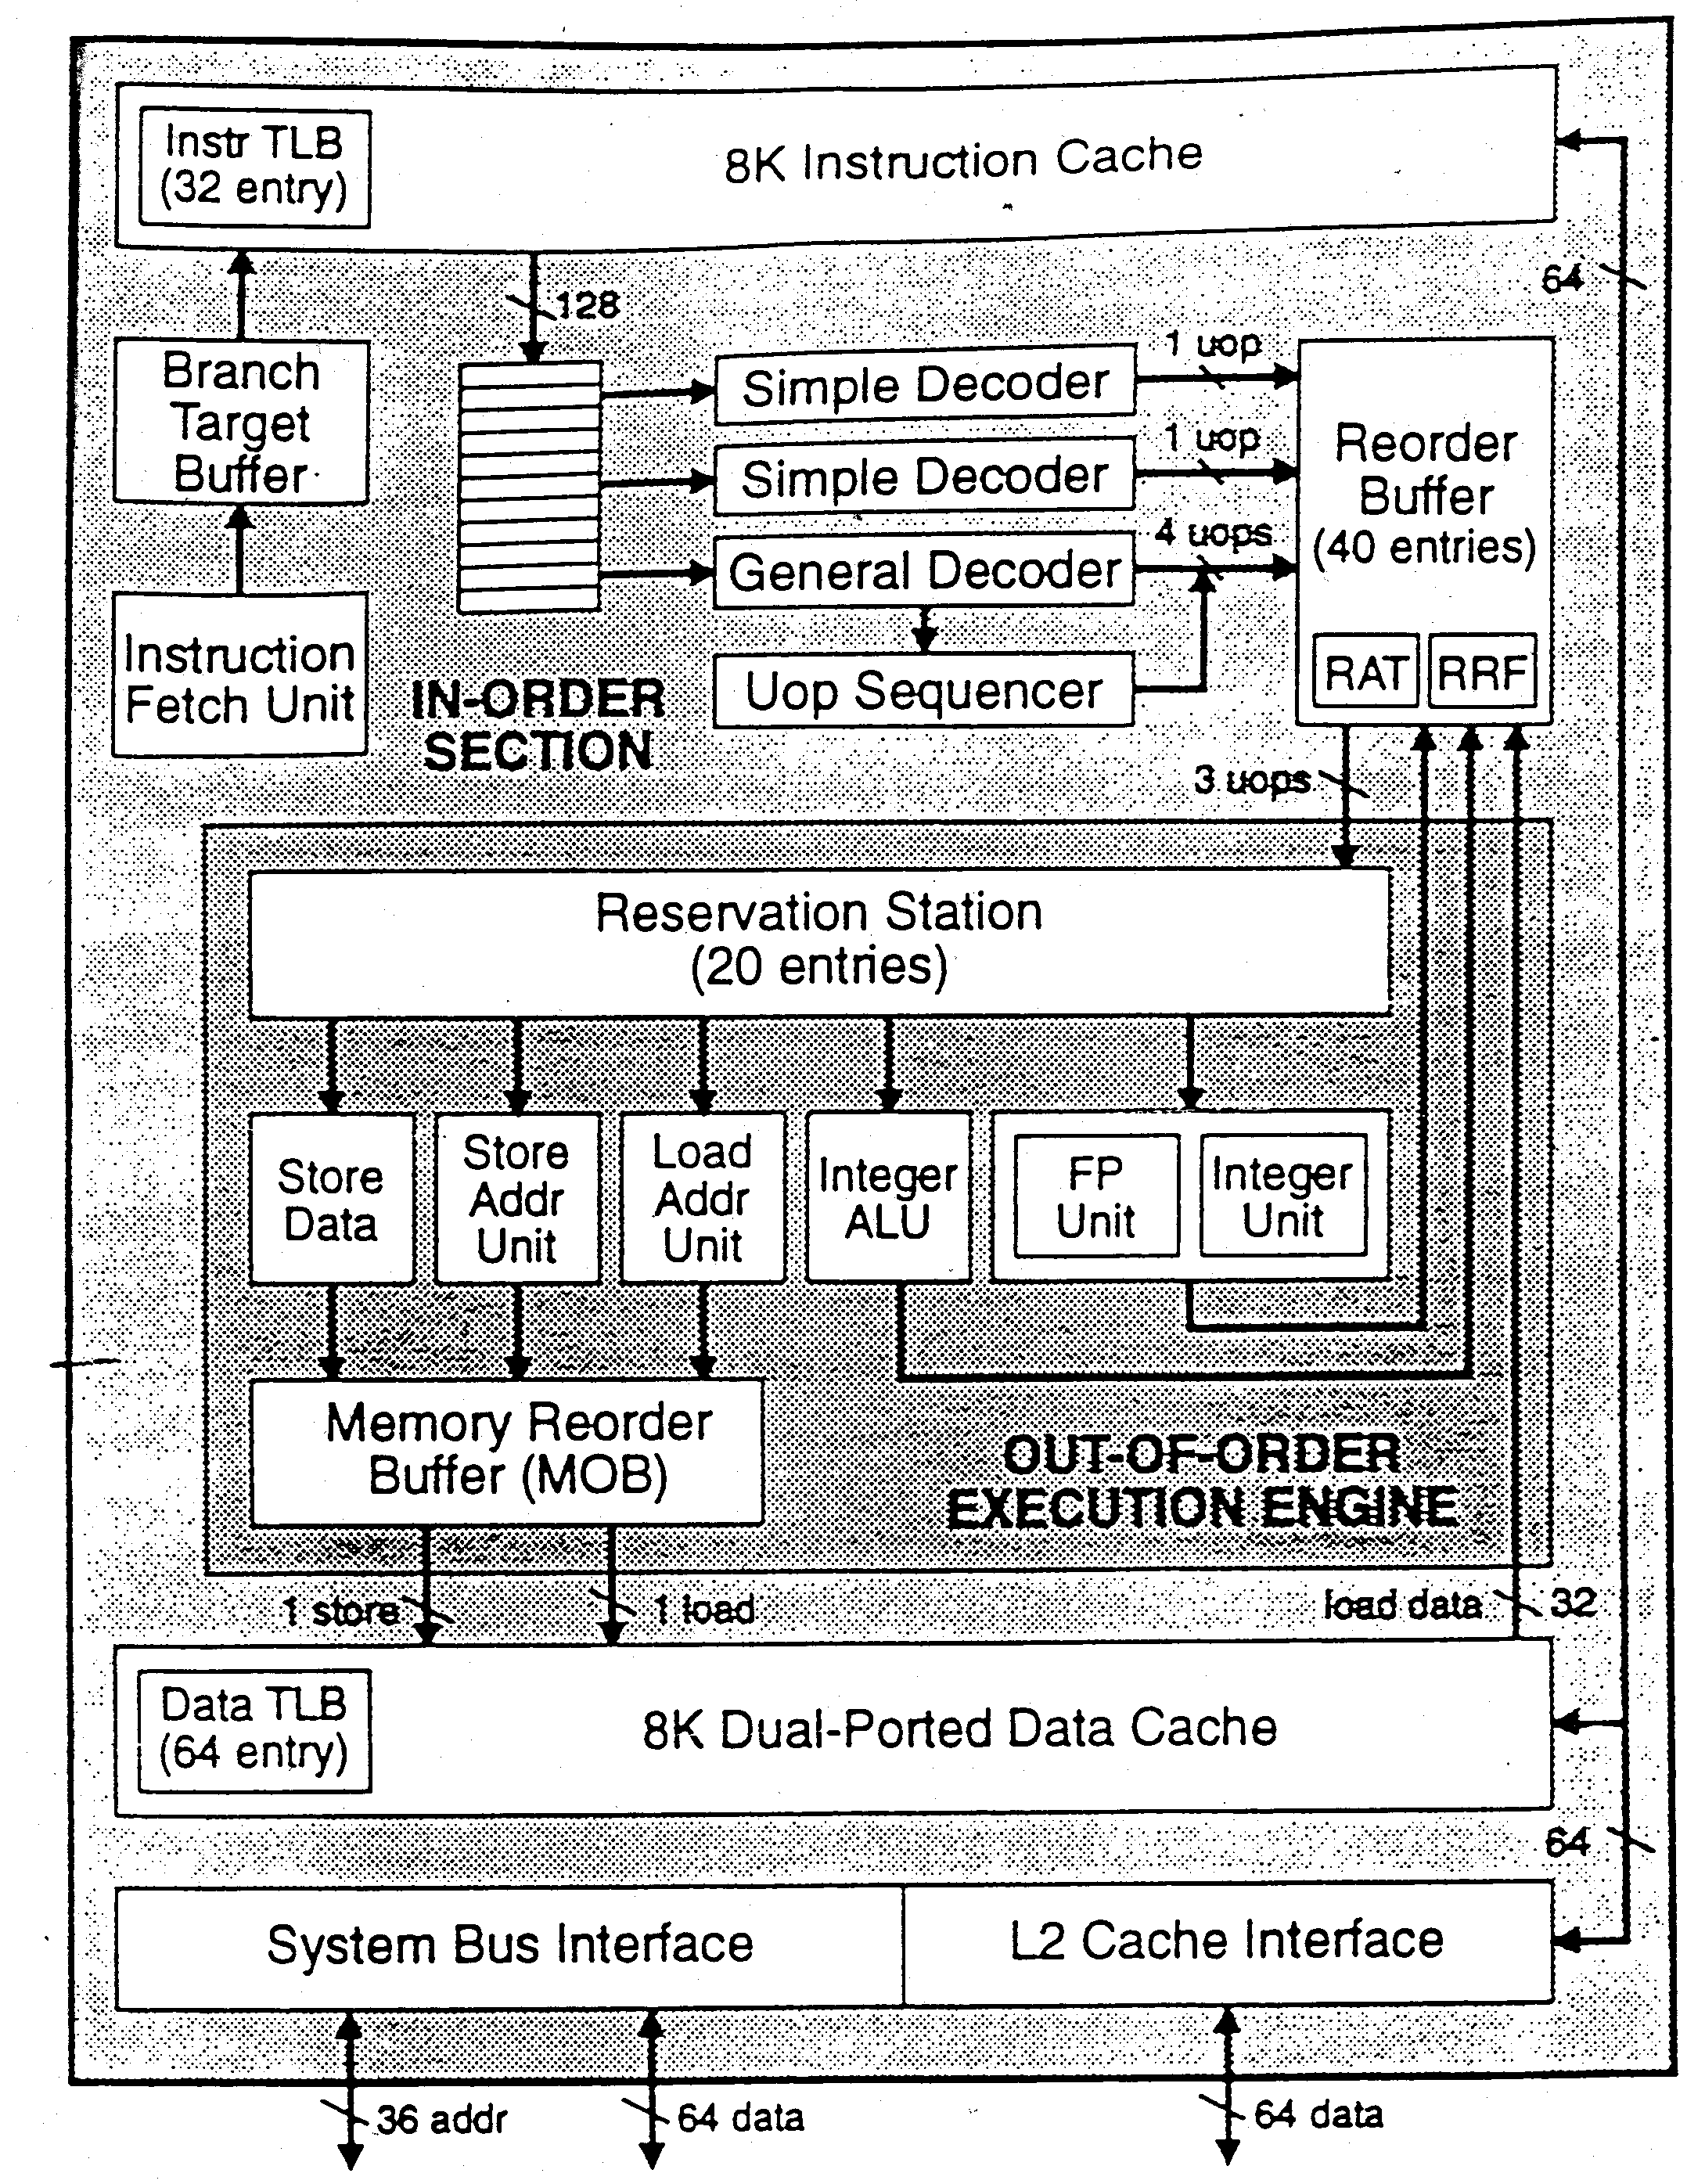 Instr TLB
(32 entry)
8K Instruction Cache
64
128
Branch
Target
Buffer
Simple Decoder
1 uop
Simple Decoder
1 uop
General Decoder
4 uops
Reorder
Buffer
(40 entries)
RAT
RRF
Instruction
Fetch Unit
IN-ORDER
SECTION
Uop Sequencer
3 uops
Reservation Station
(20 entries)
Store
Data
Store
Addr
Unit
Load
Addr
Unit
Integer
ALU
FP
Unit
Integer
Unit
Memory Reorder
Buffer (MOB)
OUT-OF-ORDER
EXECUTION ENGINE
1 store
1 load
load data
32
Data TLB
(64 entry)
8K Dual-Ported Data Cache
64
System Bus Interface
L2 Cache Interface
36 addr
64 data
64 data